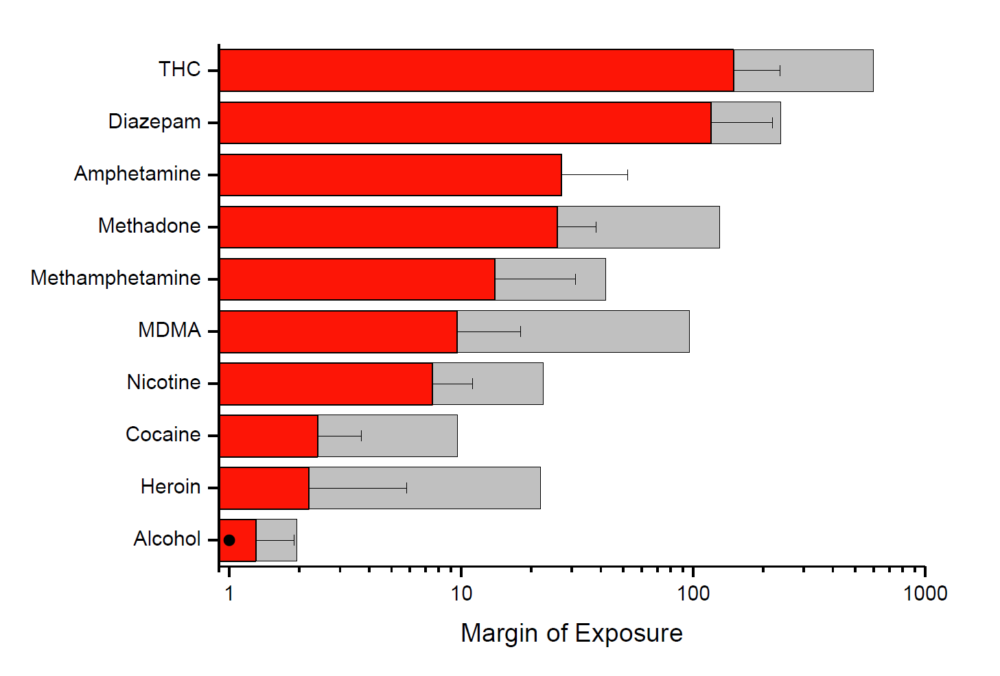 THC
Diazepam
Amphetamine
Methadone
Methamphetamine
MDMA
Nicotine
Cocaine
Heroin
Alcohol
1 10 100 1000
Margin of Exposure